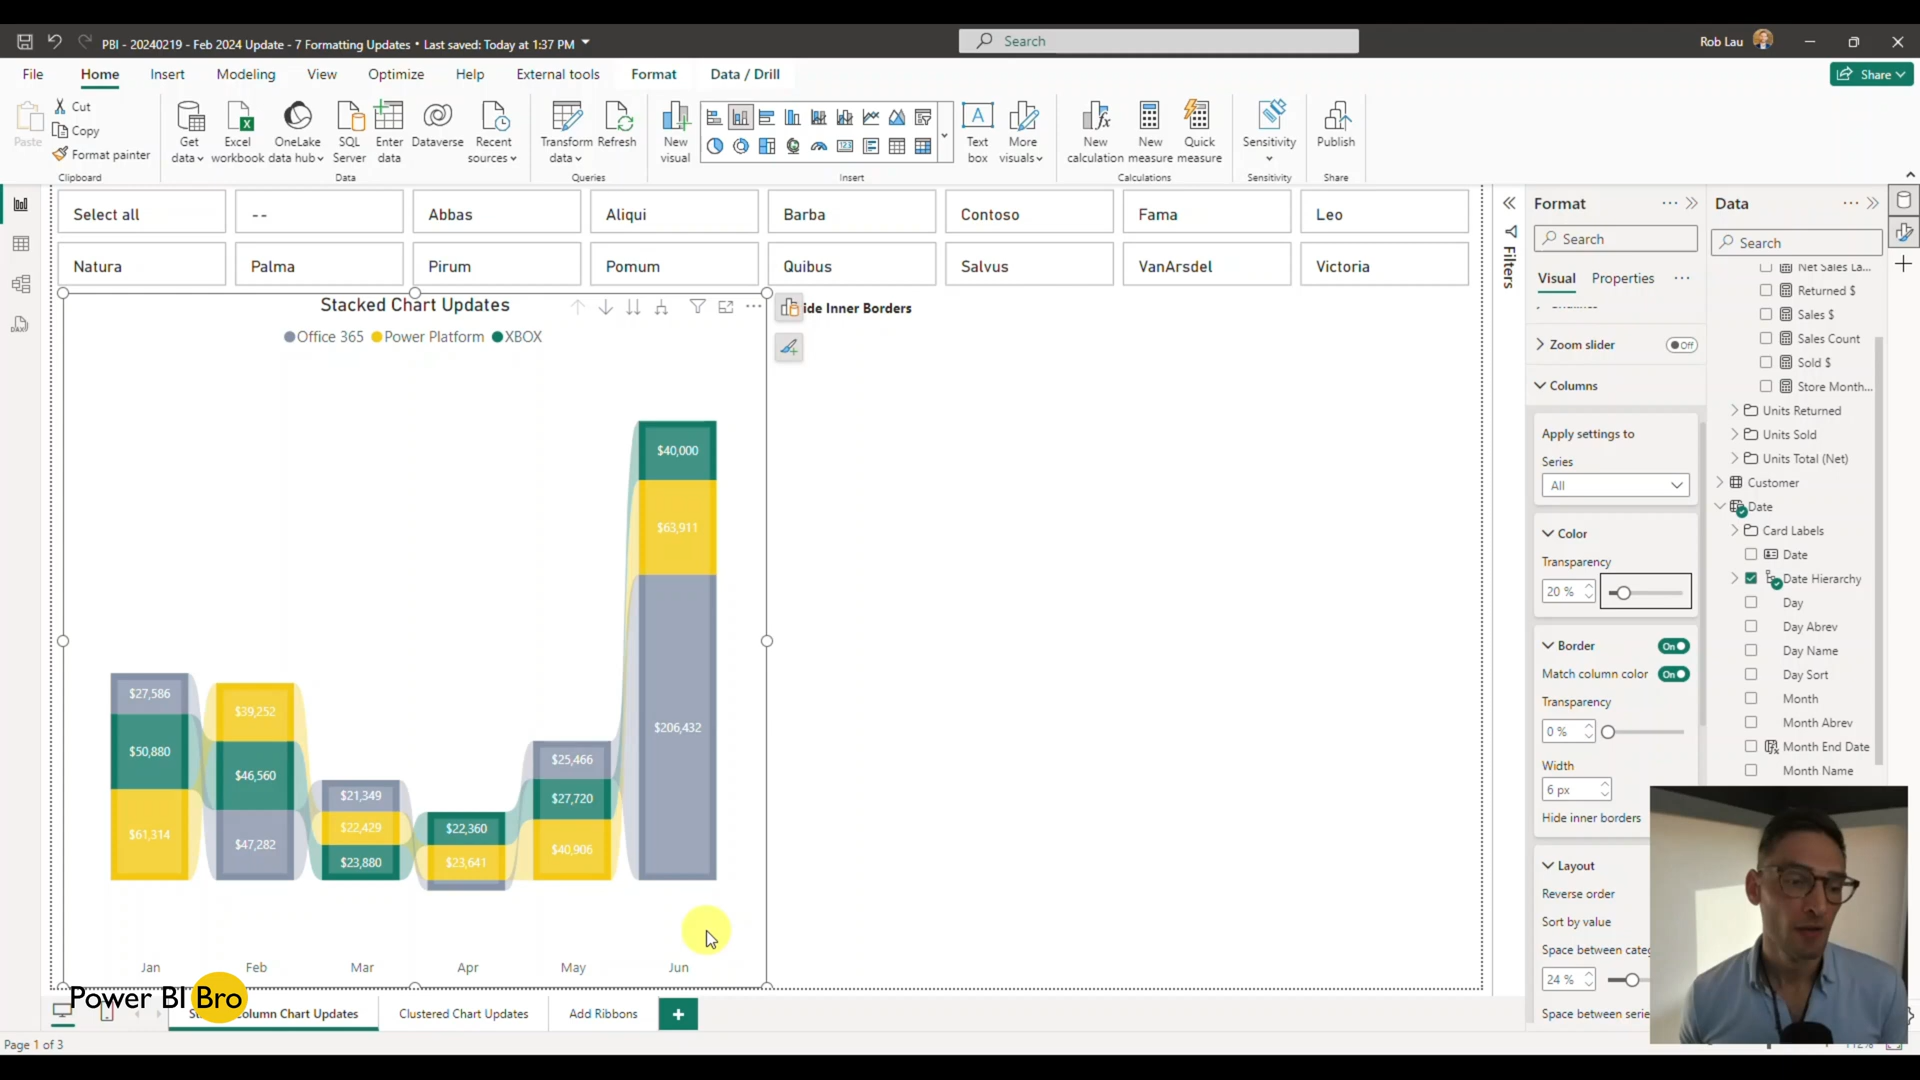 PBI - 20240219 - Feb 2024 Update - 7 Formatting Updates • Last saved: Today at 1:37 PM
Search
Rob Lau
File
Home
Insert
Modeling
View
Optimize
Help
External tools
Format
Data / Drill
Share
Paste
Cut
Copy
Format painter
Clipboard
Get data
Excel workbook
OneLake data hub
SQL Server
Enter data
Dataverse
Recent sources
Data
Transform data
Refresh
Queries
New visual
Text box
More visuals
Insert
New calculation
New measure
Quick measure
Calculations
Sensitivity
Sensitivity
Publish
Share
Select all
--
Abbas
Aliqui
Barba
Contoso
Fama
Leo
Natura
Palma
Pirum
Pomum
Quibus
Salvus
VanArsdel
Victoria
Stacked Chart Updates
Office 365
Power Platform
XBOX
ide Inner Borders
$27,586
$50,880
$61,314
$39,252
$46,560
$47,282
$21,349
$22,429
$23,880
$22,360
$23,641
$25,466
$27,720
$40,906
$40,000
$63,911
$206,432
Jan
Feb
Mar
Apr
May
Jun
Filters
Format
Search
Visual
Properties
Zoom slider
Off
Columns
Apply settings to
Series
All
Color
Transparency
20 %
Border
On
Match column color
On
Transparency
0 %
Width
6 px
Hide inner borders
Layout
Reverse order
Sort by value
Space between categ
24 %
Space between serie
Data
Search
Net Sales La...
Returned $
Sales $
Sales Count
Sold $
Store Month...
Units Returned
Units Sold
Units Total (Net)
Customer
Date
Card Labels
Date
Date Hierarchy
Day
Day Abrev
Day Name
Day Sort
Month
Month Abrev
Month End Date
Month Name
Power BI Bro
olumn Chart Updates
Clustered Chart Updates
Add Ribbons
Page 1 of 3